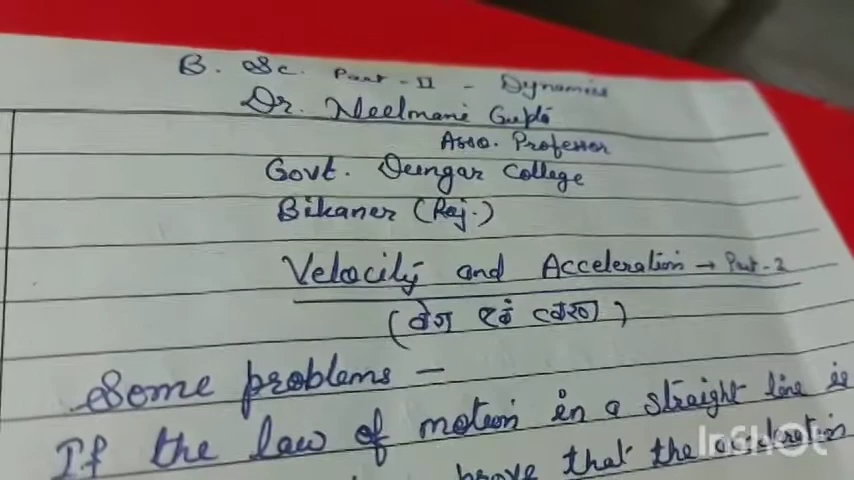 B. Sc. Part - II - Dynamics
Dr. Neelmani Gupta
Asso. Professor
Govt. Dungar College
Bikaner (Raj.)
Velocity and Acceleration → Part - 2
(वेग एवं त्वरण)
Some problems -
If the law of motion in a straight line is
prove that the acceleration
InShOt